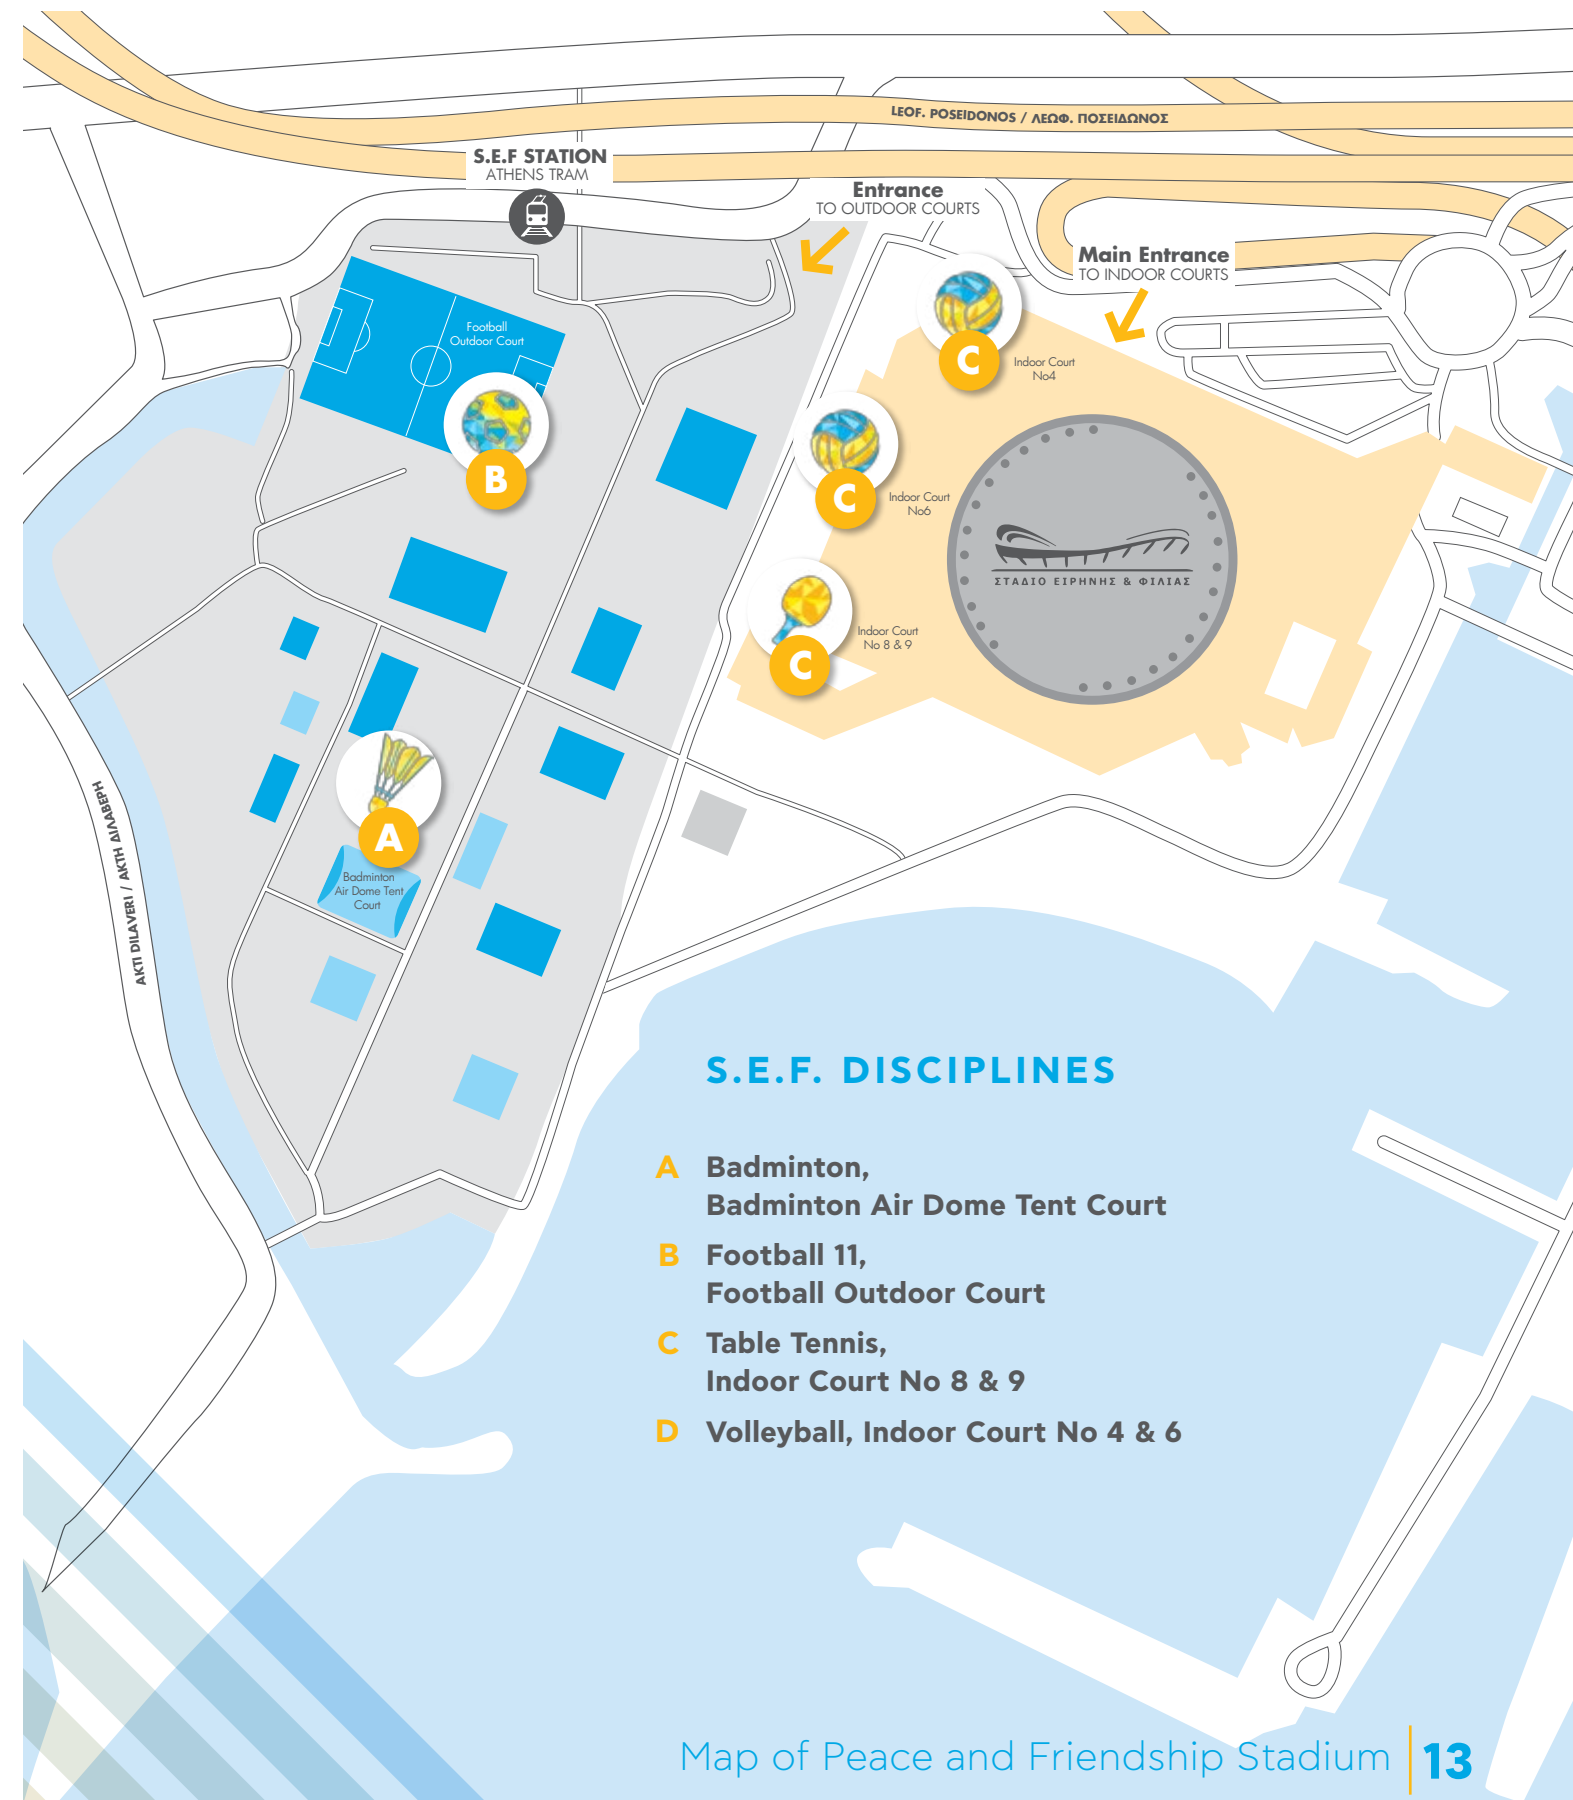 LEOF. POSEIDONOS / ΛΕΩΦ. ΠΟΣΕΙΔΩΝΟΣ
S.E.F STATION
ATHENS TRAM
Entrance
TO OUTDOOR COURTS
Main Entrance
TO INDOOR COURTS
Football
Outdoor Court
B
C
Indoor Court
No4
C
Indoor Court
No6
ΣΤΑΔΙΟ ΕΙΡΗΝΗΣ & ΦΙΛΙΑΣ
C
Indoor Court
No 8 & 9
A
Badminton
Air Dome Tent
Court
AKTI DILAVERI / ΑΚΤΗ ΔΙΛΑΒΕΡΗ
S.E.F. DISCIPLINES
A Badminton,
Badminton Air Dome Tent Court
B Football 11,
Football Outdoor Court
C Table Tennis,
Indoor Court No 8 & 9
D Volleyball, Indoor Court No 4 & 6
Map of Peace and Friendship Stadium 13